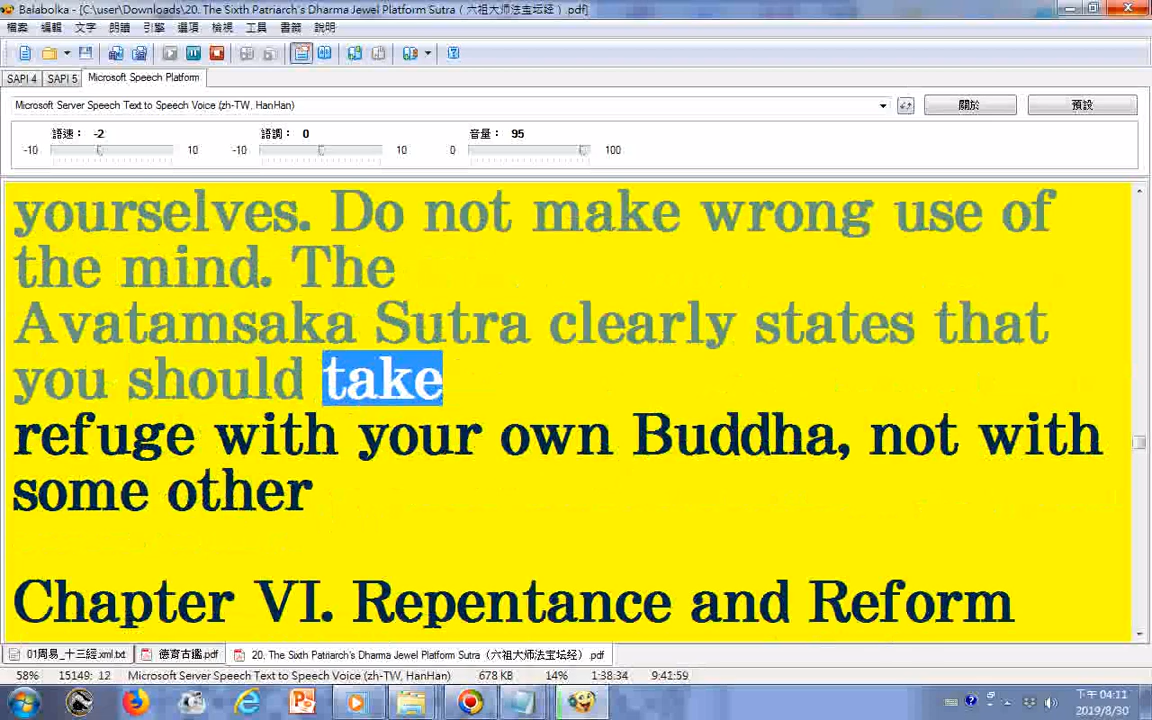 Balabolka - [C:\user\Downloads\20. The Sixth Patriarch's Dharma Jewel Platform Sutra（六祖大师法宝坛经）.pdf]
檔案 編輯 文字 朗讀 引擎 選項 檢視 工具 書籤 說明
SAPI 4 SAPI 5 Microsoft Speech Platform
Microsoft Server Speech Text to Speech Voice (zh-TW, HanHan) 關於 預設
語速： -2 語調： 0 音量： 95
-10 10 -10 10 0 100
yourselves. Do not make wrong use of
the mind. The
Avatamsaka Sutra clearly states that
you should take
refuge with your own Buddha, not with
some other
Chapter VI. Repentance and Reform
01周易_十三經.xml.txt 德育古鑑.pdf 20. The Sixth Patriarch's Dharma Jewel Platform Sutra（六祖大师法宝坛经）.pdf
58% 15149: 12 Microsoft Server Speech Text to Speech Voice (zh-TW, HanHan) 678 KB 14% 1:38:34 9:41:59
下午 04:11
2019/8/30